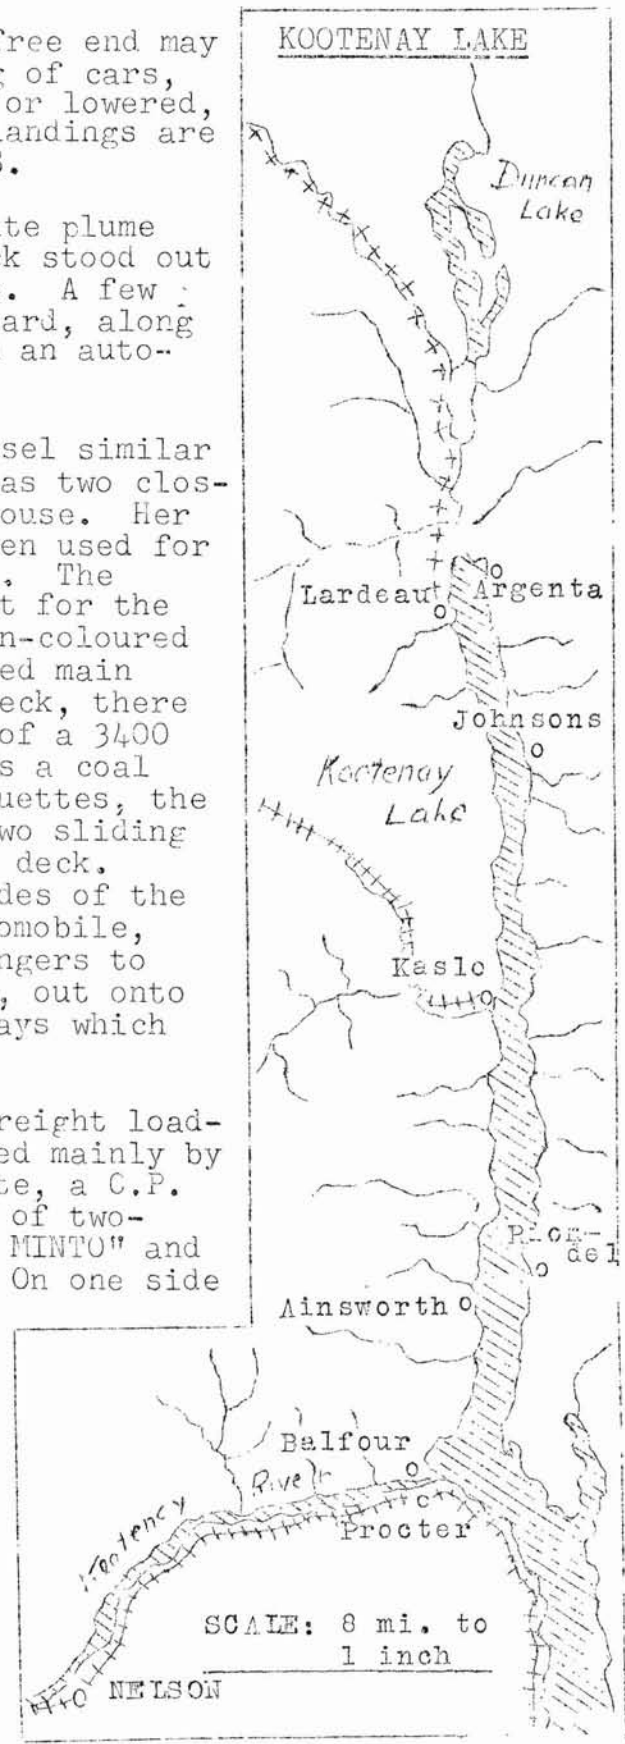 free end may
g of cars,
or lowered,
landings are
s.
te plume
k stood out
. A few
ard, along
an auto-
sel similar
as two clos-
ouse. Her
en used for
. The
t for the
n-coloured
ed main
eck, there
of a 3400
s a coal
uettes, the
wo sliding
deck.
des of the
omobile,
ngers to
, out onto
ays which
reight load-
ed mainly by
te, a C.P.
of two-
MINTO" and
On one side
KOOTENAY LAKE
Duncan
Lake
Lardeau
Argenta
Johnsons
Kootenay
Lake
Kaslo
Rion-
del
Ainsworth
Balfour
River
Kootenay
Procter
SCALE: 8 mi. to
1 inch
NELSON